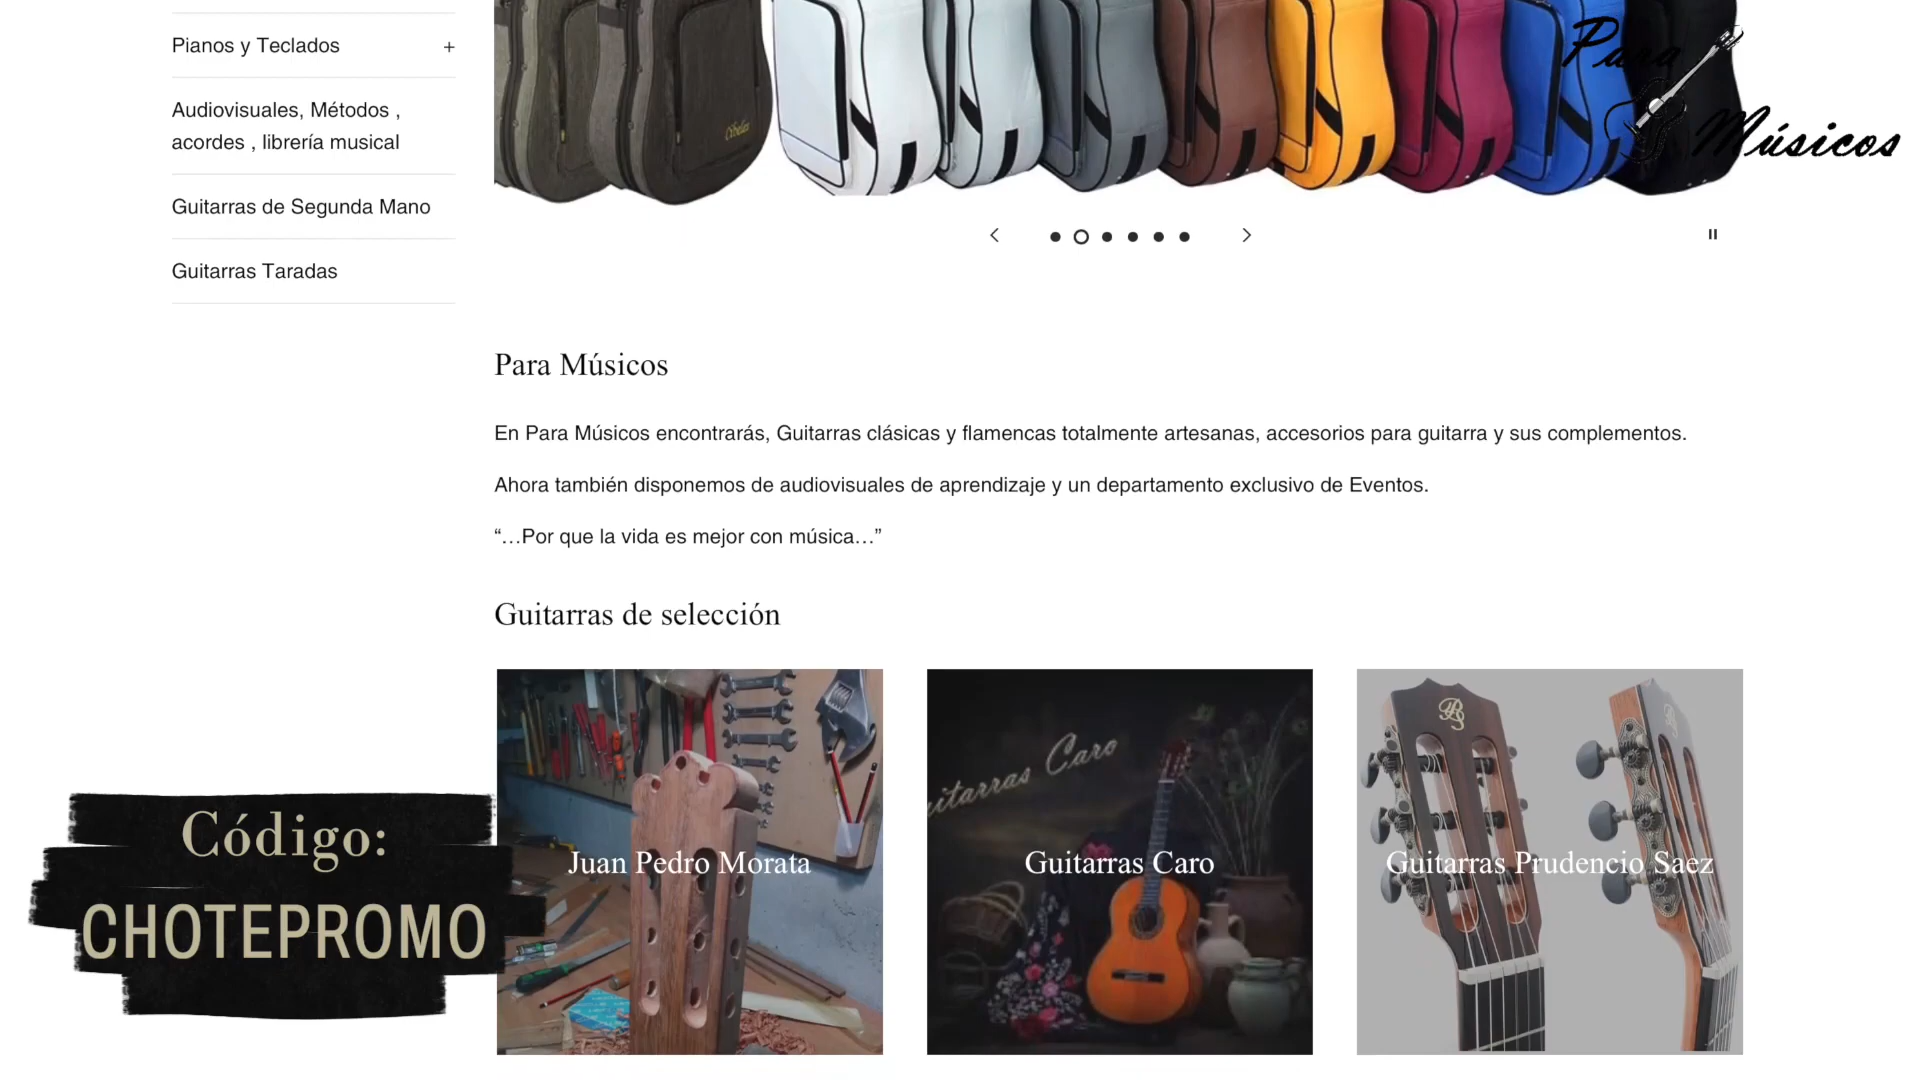 Pianos y Teclados +
Audiovisuales, Métodos ,
acordes , librería musical
Guitarras de Segunda Mano
Guitarras Taradas
Cibeles
Para
Músicos
Para Músicos
En Para Músicos encontrarás, Guitarras clásicas y flamencas totalmente artesanas, accesorios para guitarra y sus complementos.
Ahora también disponemos de audiovisuales de aprendizaje y un departamento exclusivo de Eventos.
“…Por que la vida es mejor con música…”
Guitarras de selección
Juan Pedro Morata
uitarras Caro
Guitarras Caro
Guitarras Prudencio Saez
Código:
CHOTEPROMO